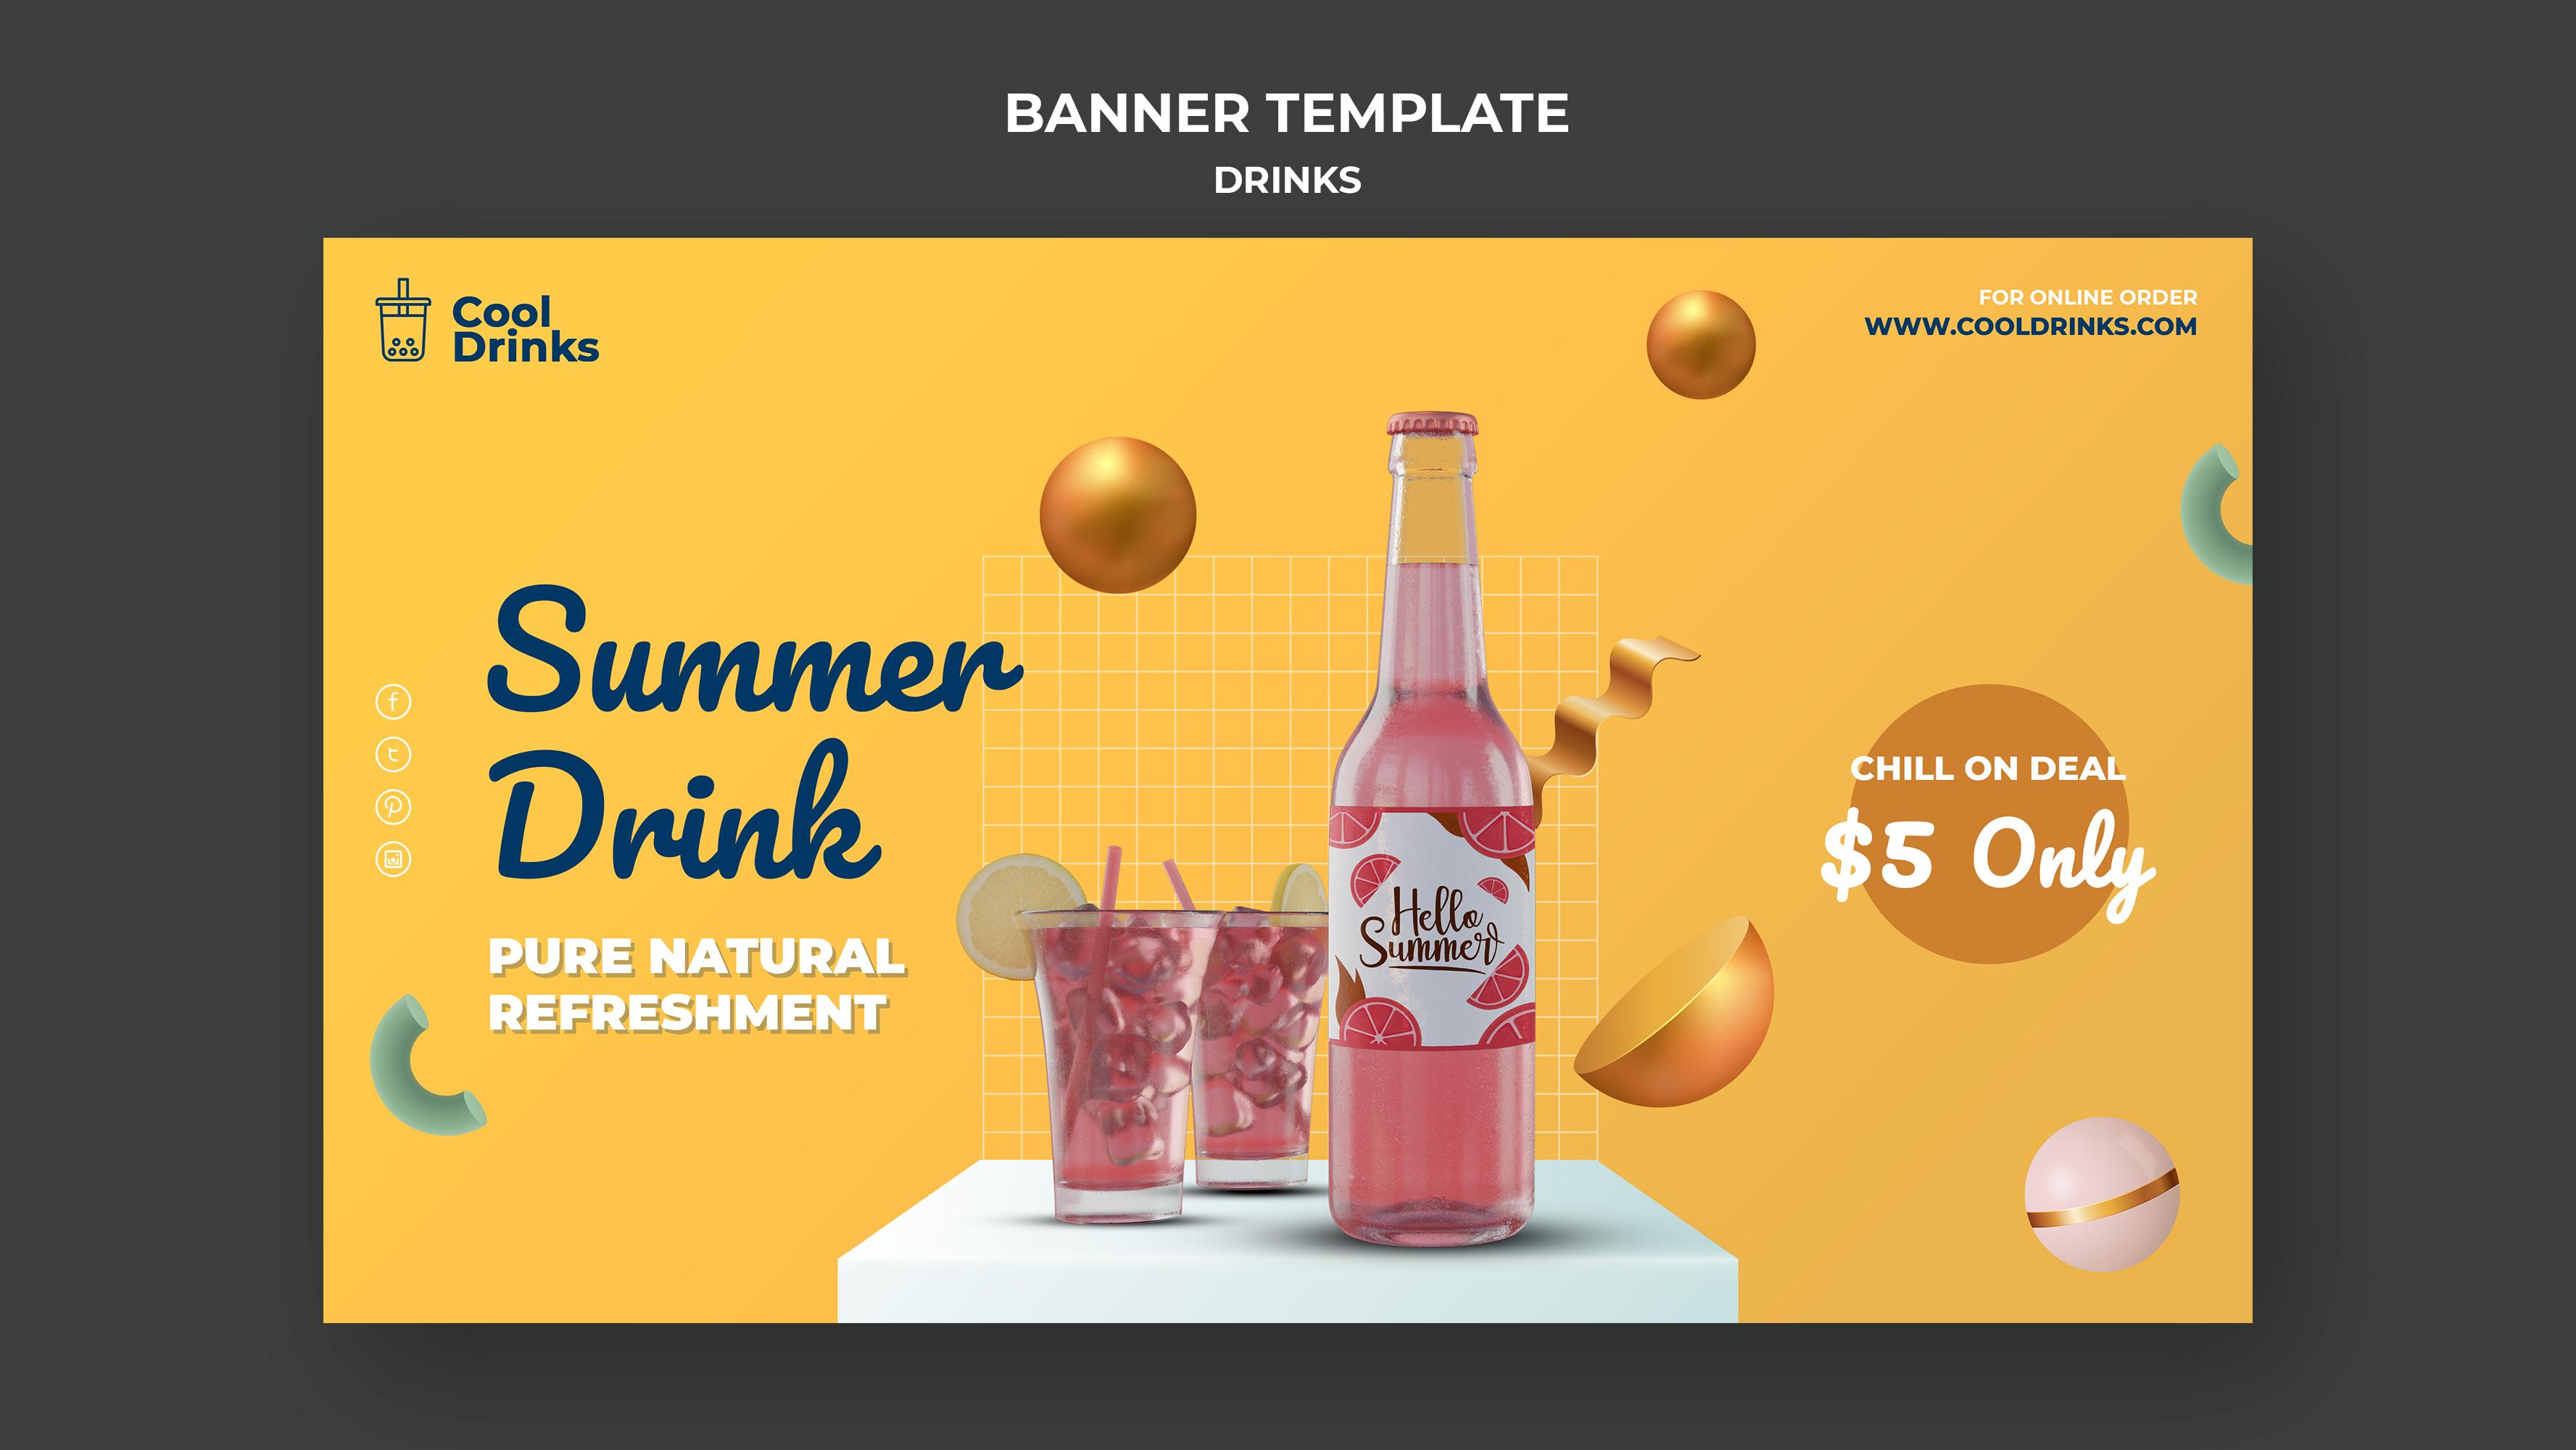 BANNER TEMPLATE
DRINKS
Cool
Drinks
FOR ONLINE ORDER
WWW.COOLDRINKS.COM
Summer
Drink
PURE NATURAL
REFRESHMENT
Hello
Summer
CHILL ON DEAL
$5 Only